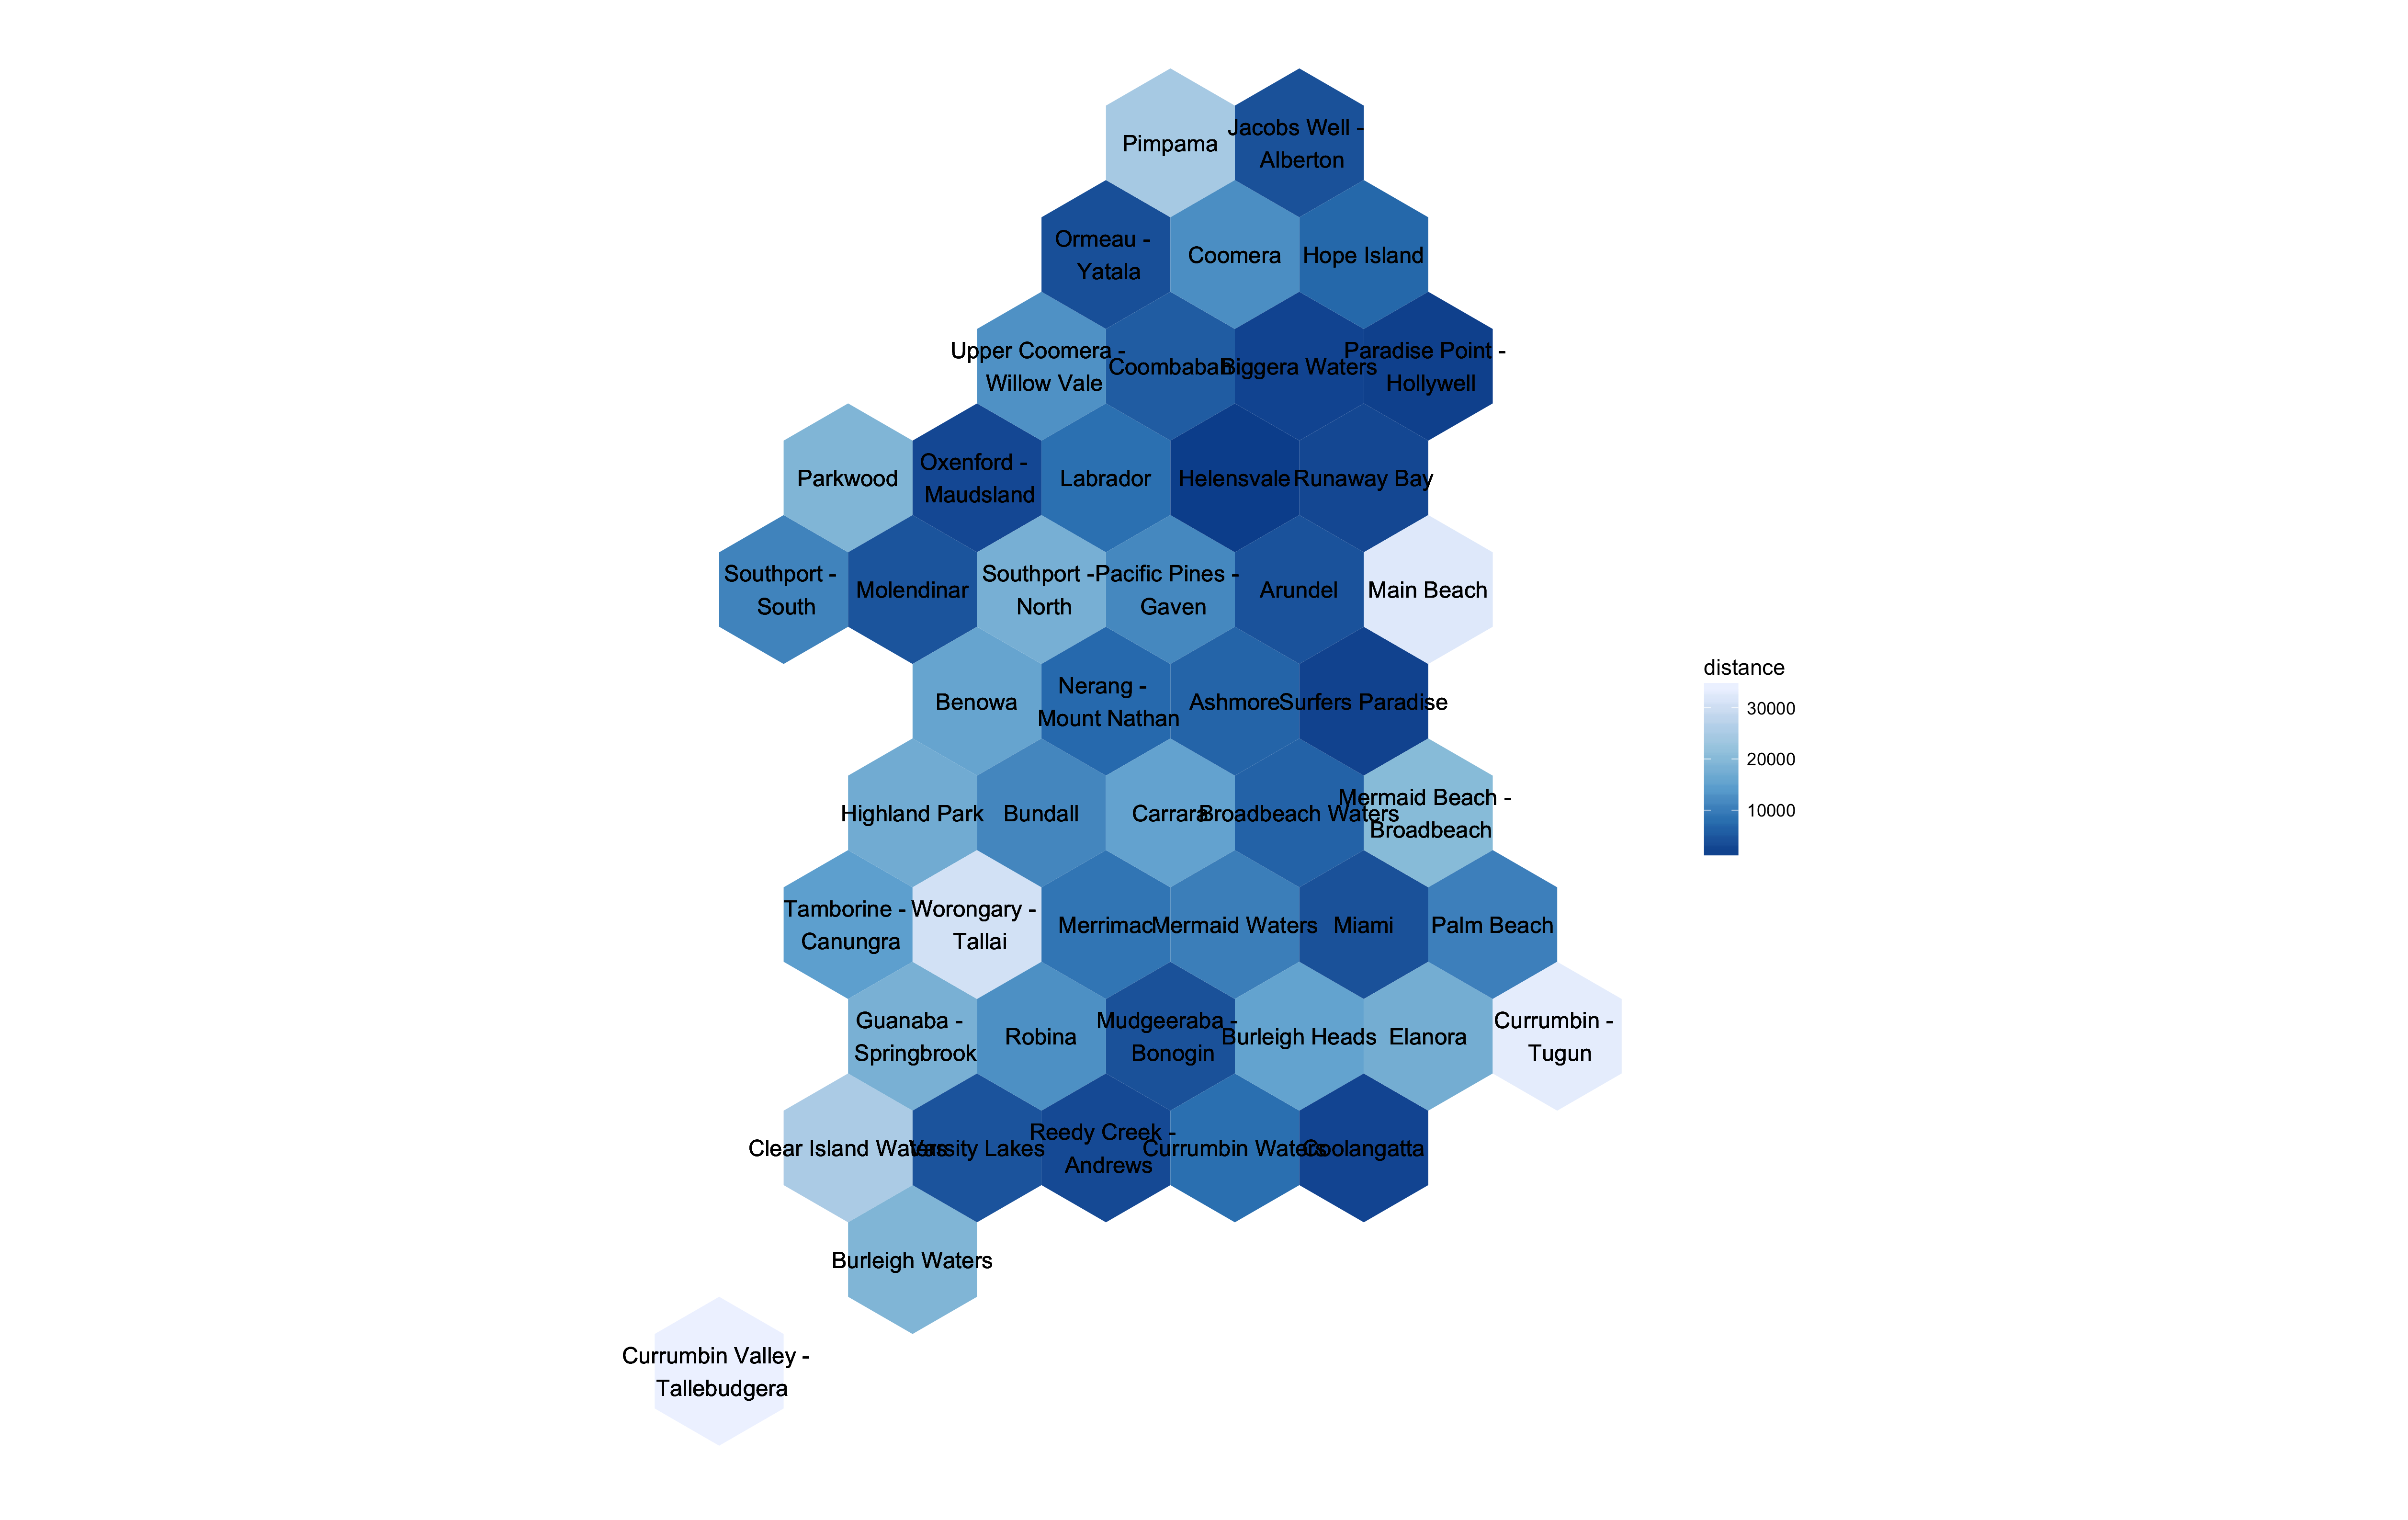 Pimpama
Jacobs Well -
Alberton
Ormeau -
Yatala
Coomera
Hope Island
Upper Coomera -
Willow Vale
Coombabah
Biggera Waters
Paradise Point -
Hollywell
Parkwood
Oxenford -
Maudsland
Labrador
Helensvale
Runaway Bay
Southport -
South
Molendinar
Southport -
North
Pacific Pines -
Gaven
Arundel
Main Beach
Benowa
Nerang -
Mount Nathan
Ashmore
Surfers Paradise
distance
30000
20000
10000
Highland Park
Bundall
Carrara
Broadbeach Waters
Mermaid Beach -
Broadbeach
Tamborine -
Canungra
Worongary -
Tallai
Merrimac
Mermaid Waters
Miami
Palm Beach
Guanaba -
Springbrook
Robina
Mudgeeraba -
Bonogin
Burleigh Heads
Elanora
Currumbin -
Tugun
Clear Island Waters
Varsity Lakes
Reedy Creek -
Andrews
Currumbin Waters
Coolangatta
Burleigh Waters
Currumbin Valley -
Tallebudgera